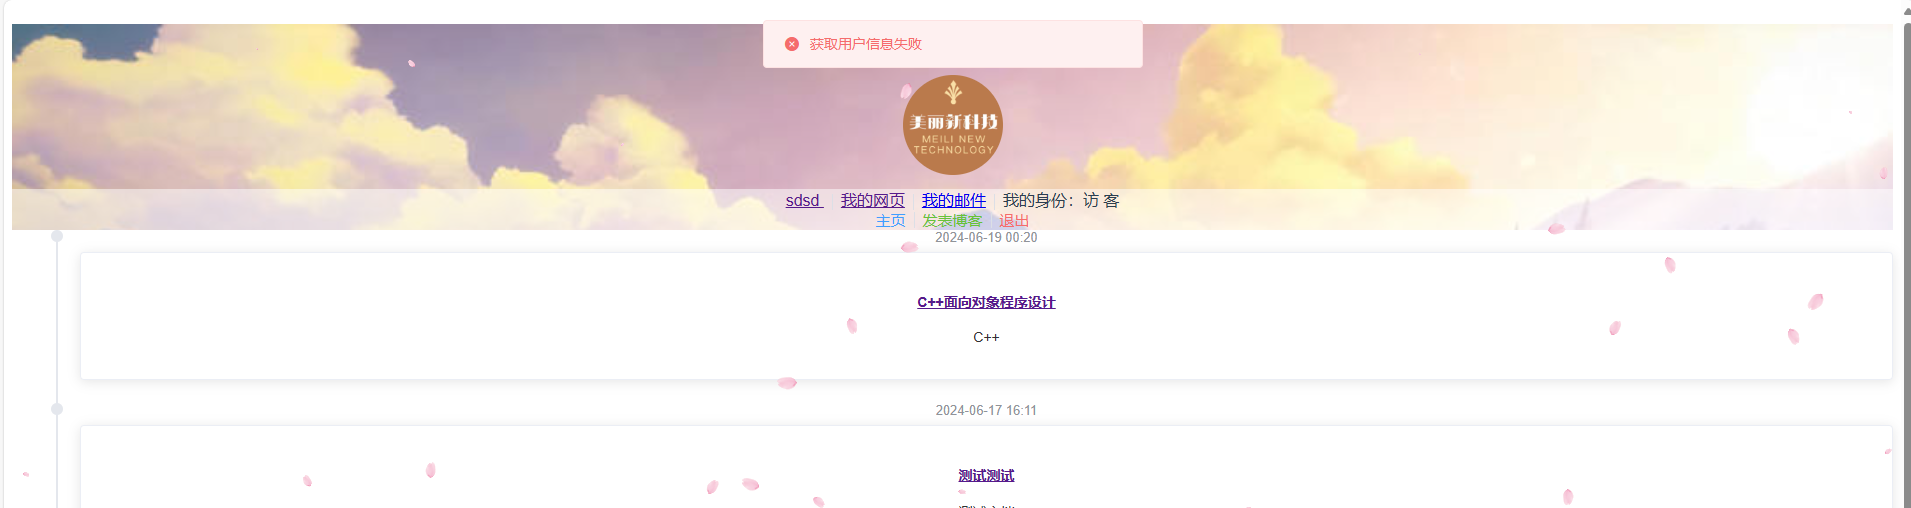 获取用户信息失败
美丽新科技
MEILI NEW
TECHNOLOGY
sdsd 我的网页 我的邮件 我的身份：访 客
主页 发表博客 退出
2024-06-19 00:20
C++面向对象程序设计
C++
2024-06-17 16:11
测试测试